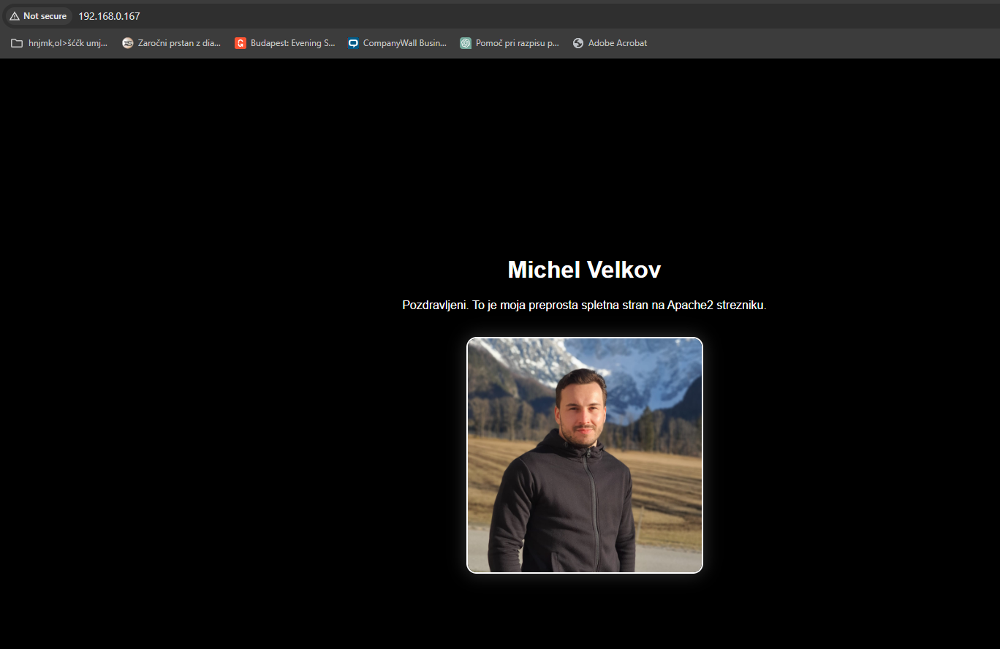 Not secure 192.168.0.167
hnjmk,ol>šččk umj... Zaročni prstan z dia... Budapest: Evening S... CompanyWall Busin... Pomoč pri razpisu p... Adobe Acrobat
Michel Velkov
Pozdravljeni. To je moja preprosta spletna stran na Apache2 strezniku.